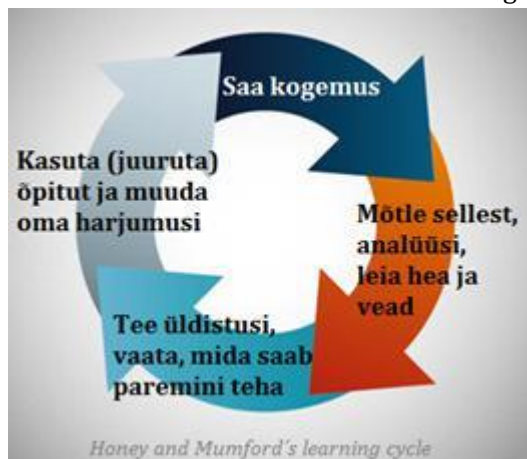 Saa kogemus
Mõtle sellest,
analüüsi,
leia hea ja
vead
Tee üldistusi,
vaata, mida saab
paremini teha
Kasuta (juuruta)
õpitut ja muuda
oma harjumusi
Honey and Mumford´s learning cycle